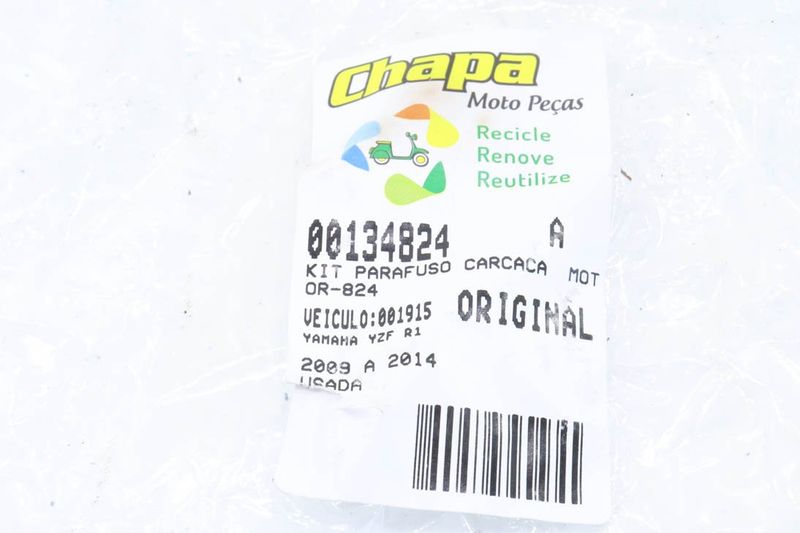 Chapa
Moto Peças
Recicle
Renove
Reutilize
00134824 A
KIT PARAFUSO CARCACA MOT
OR-824
VEICULO:001915 ORIGINAL
YAMAHA YZF R1
2009 A 2014
USADA